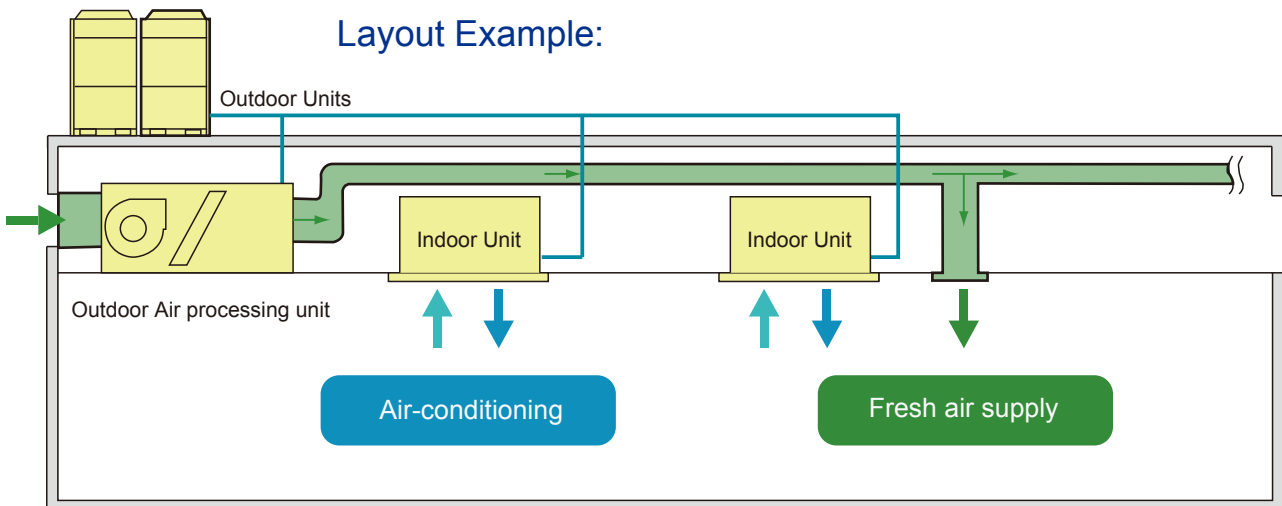 Layout Example:
Outdoor Units
Indoor Unit
Indoor Unit
Outdoor Air processing unit
Air-conditioning
Fresh air supply